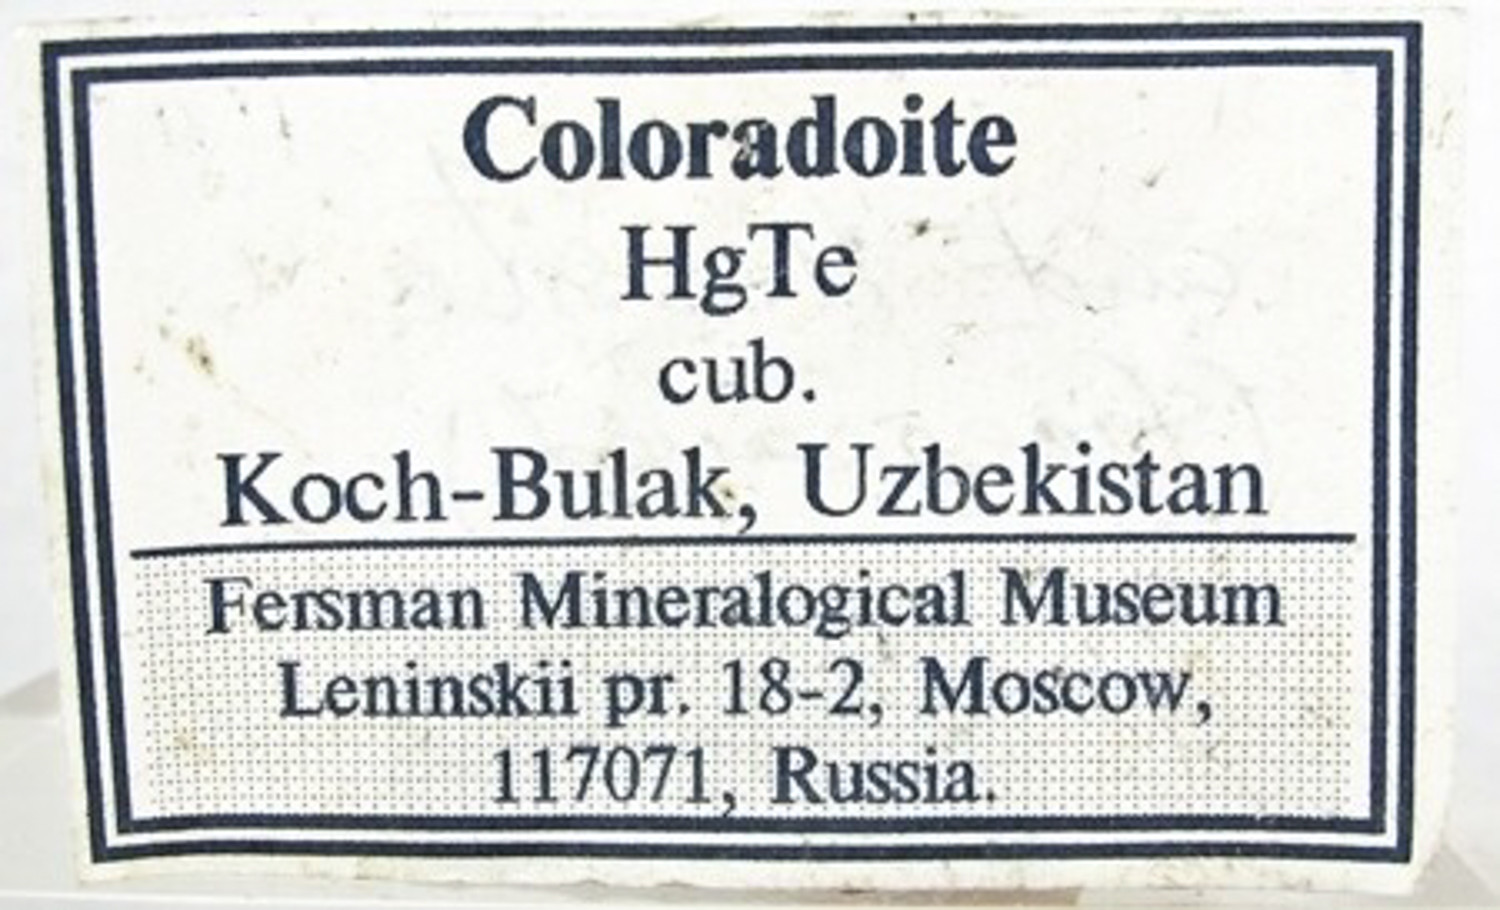 Coloradoite
HgTe
cub.
Koch-Bulak, Uzbekistan
Fersman Mineralogical Museum
Leninskii pr. 18-2, Moscow,
117071, Russia.